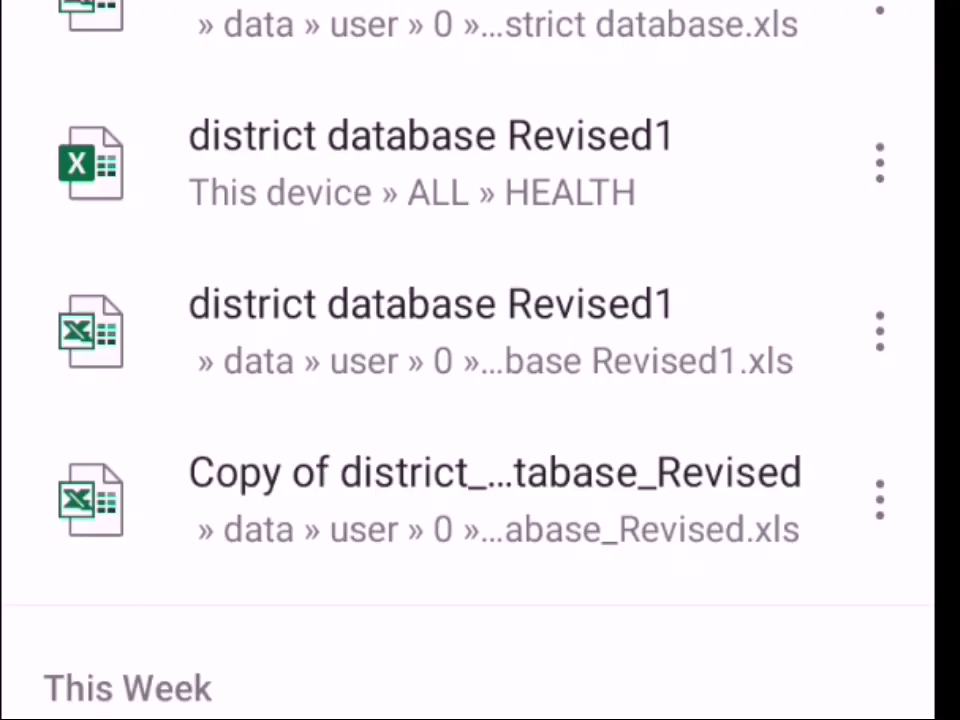 » data » user » 0 »...strict database.xls
district database Revised1
This device » ALL » HEALTH
district database Revised1
» data » user » 0 »...base Revised1.xls
Copy of district_...tabase_Revised
» data » user » 0 »...abase_Revised.xls
This Week